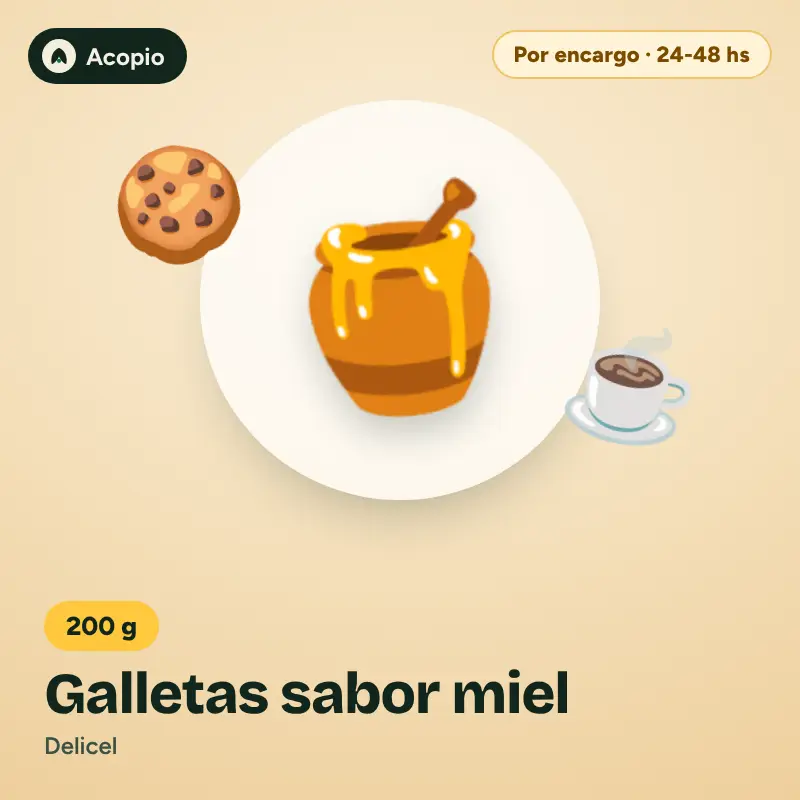 Acopio
Por encargo · 24-48 hs
200 g
Galletas sabor miel
Delicel